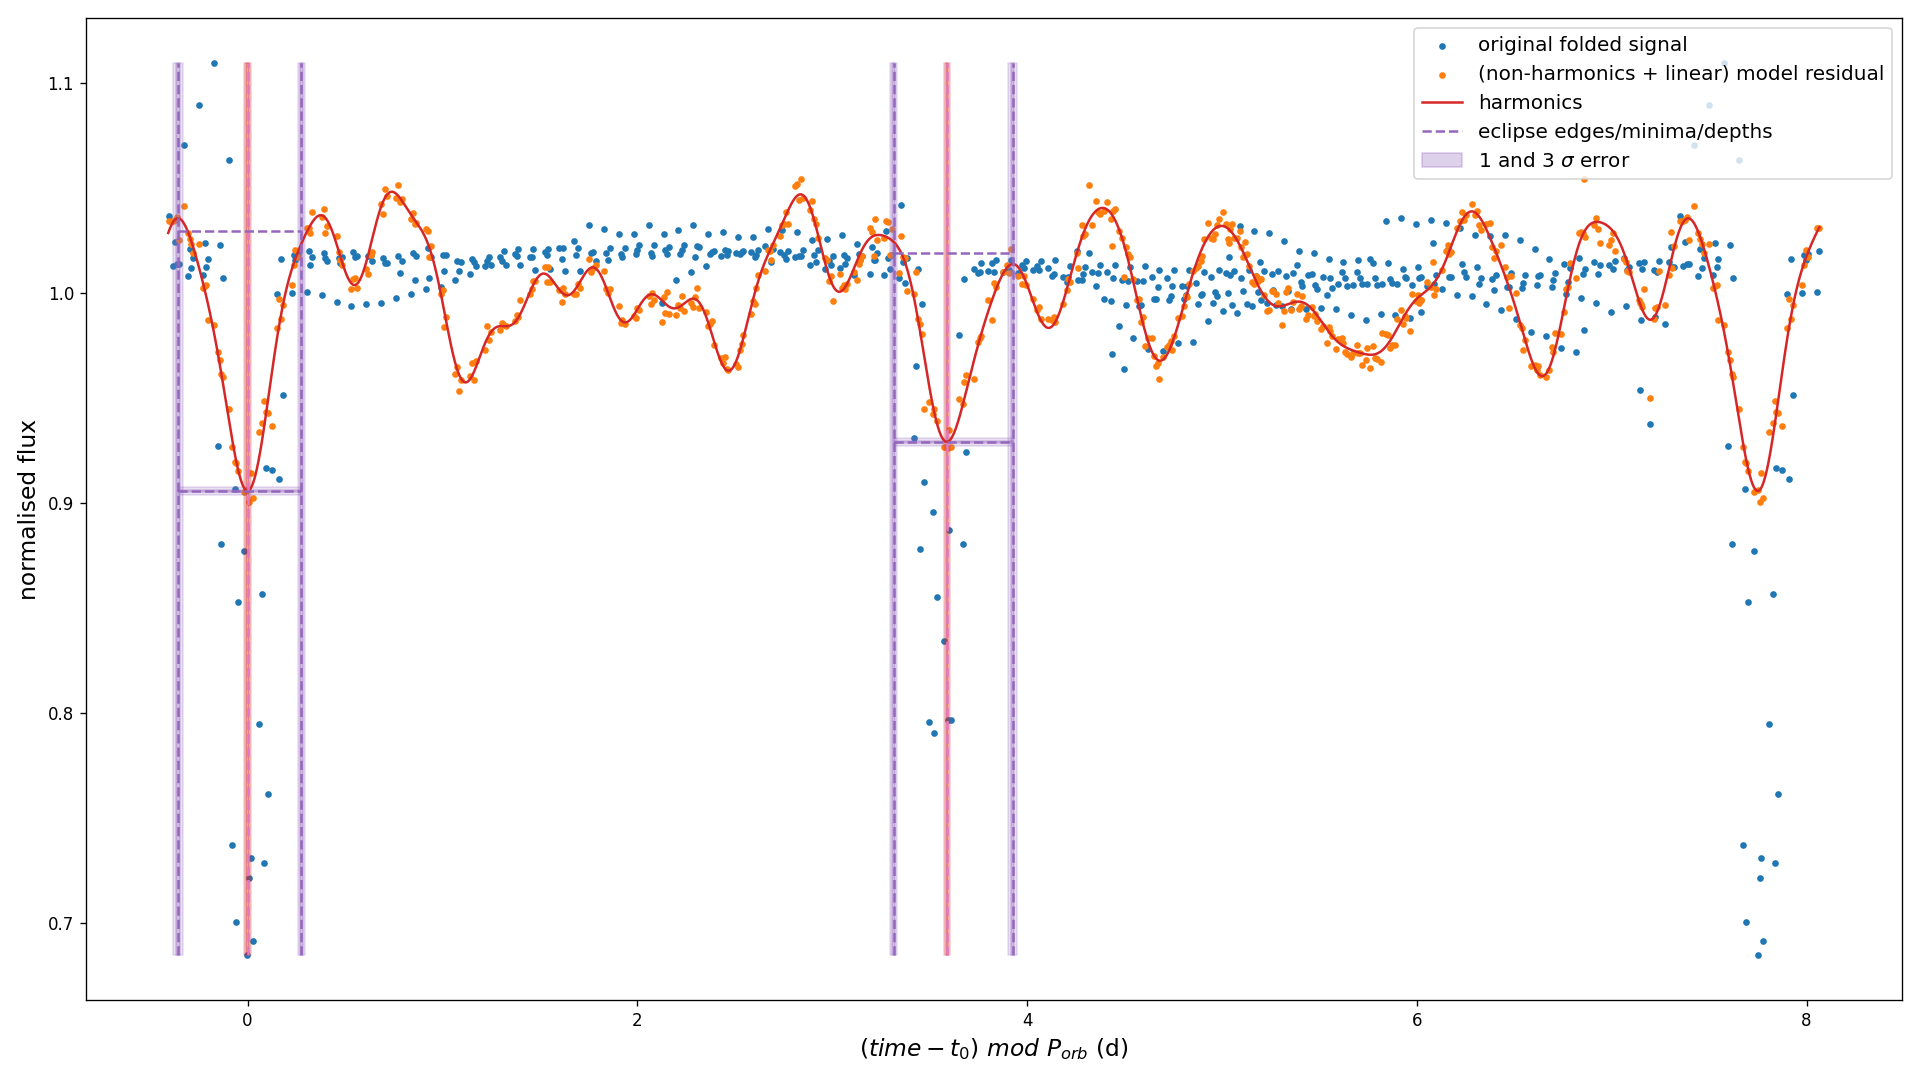 original folded signal
(non-harmonics + linear) model residual
harmonics
eclipse edges/minima/depths
1 and 3 σ error
normalised flux
1.1
1.0
0.9
0.8
0.7
0
2
4
6
8
(time − t₀) mod Pₒᵣb (d)